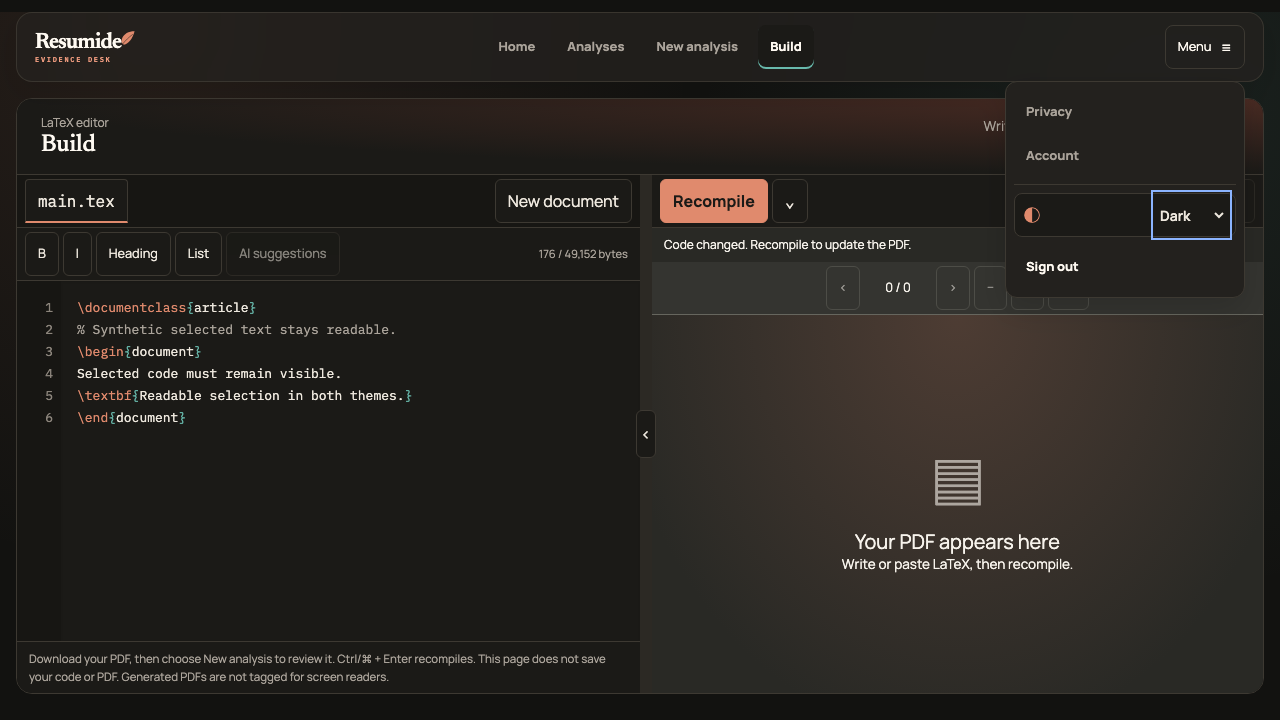 Resumide
EVIDENCE DESK
Home
Analyses
New analysis
Build
Menu ≡
Privacy
Account
Dark
Sign out
LaTeX editor
Build
main.tex
New document
Recompile
B
I
Heading
List
AI suggestions
176 / 49,152 bytes
Code changed. Recompile to update the PDF.
‹
0 / 0
›
−
1 \documentclass{article}
2 % Synthetic selected text stays readable.
3 \begin{document}
4 Selected code must remain visible.
5 \textbf{Readable selection in both themes.}
6 \end{document}
Your PDF appears here
Write or paste LaTeX, then recompile.
Download your PDF, then choose New analysis to review it. Ctrl/⌘ + Enter recompiles. This page does not save
your code or PDF. Generated PDFs are not tagged for screen readers.